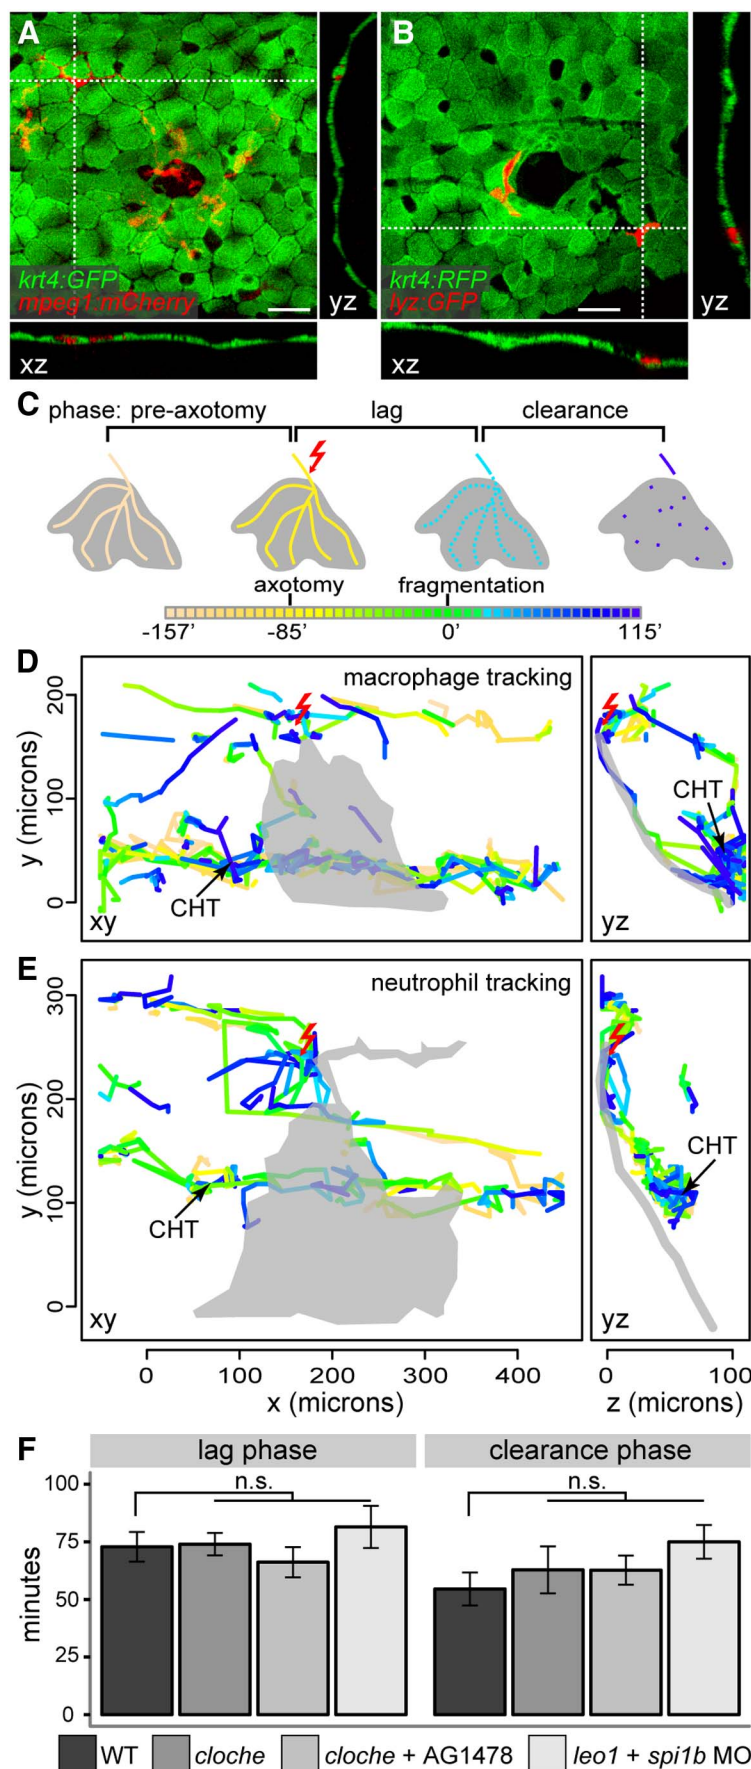 A
B
krt4:GFP
mpeg1:mCherry
yz
xz
krt4:RFP
lyz:GFP
yz
xz
C
phase: pre-axotomy lag clearance
axotomy fragmentation
-157’ -85’ 0’ 115’
D
macrophage tracking
y (microns)
200
100
0
CHT
xy
CHT
yz
E
neutrophil tracking
y (microns)
300
200
100
0
CHT
xy
CHT
yz
0 100 200 300 400
x (microns)
0 100
z (microns)
F
lag phase clearance phase
n.s. n.s.
minutes
100
75
50
25
0
WT cloche cloche + AG1478 leo1 + spi1b MO